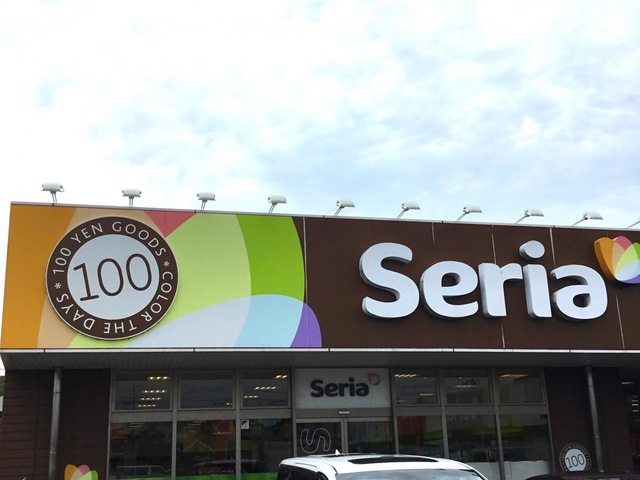 100 YEN GOODS * COLOR THE DAYS *
100
Seria
Seria
S
100